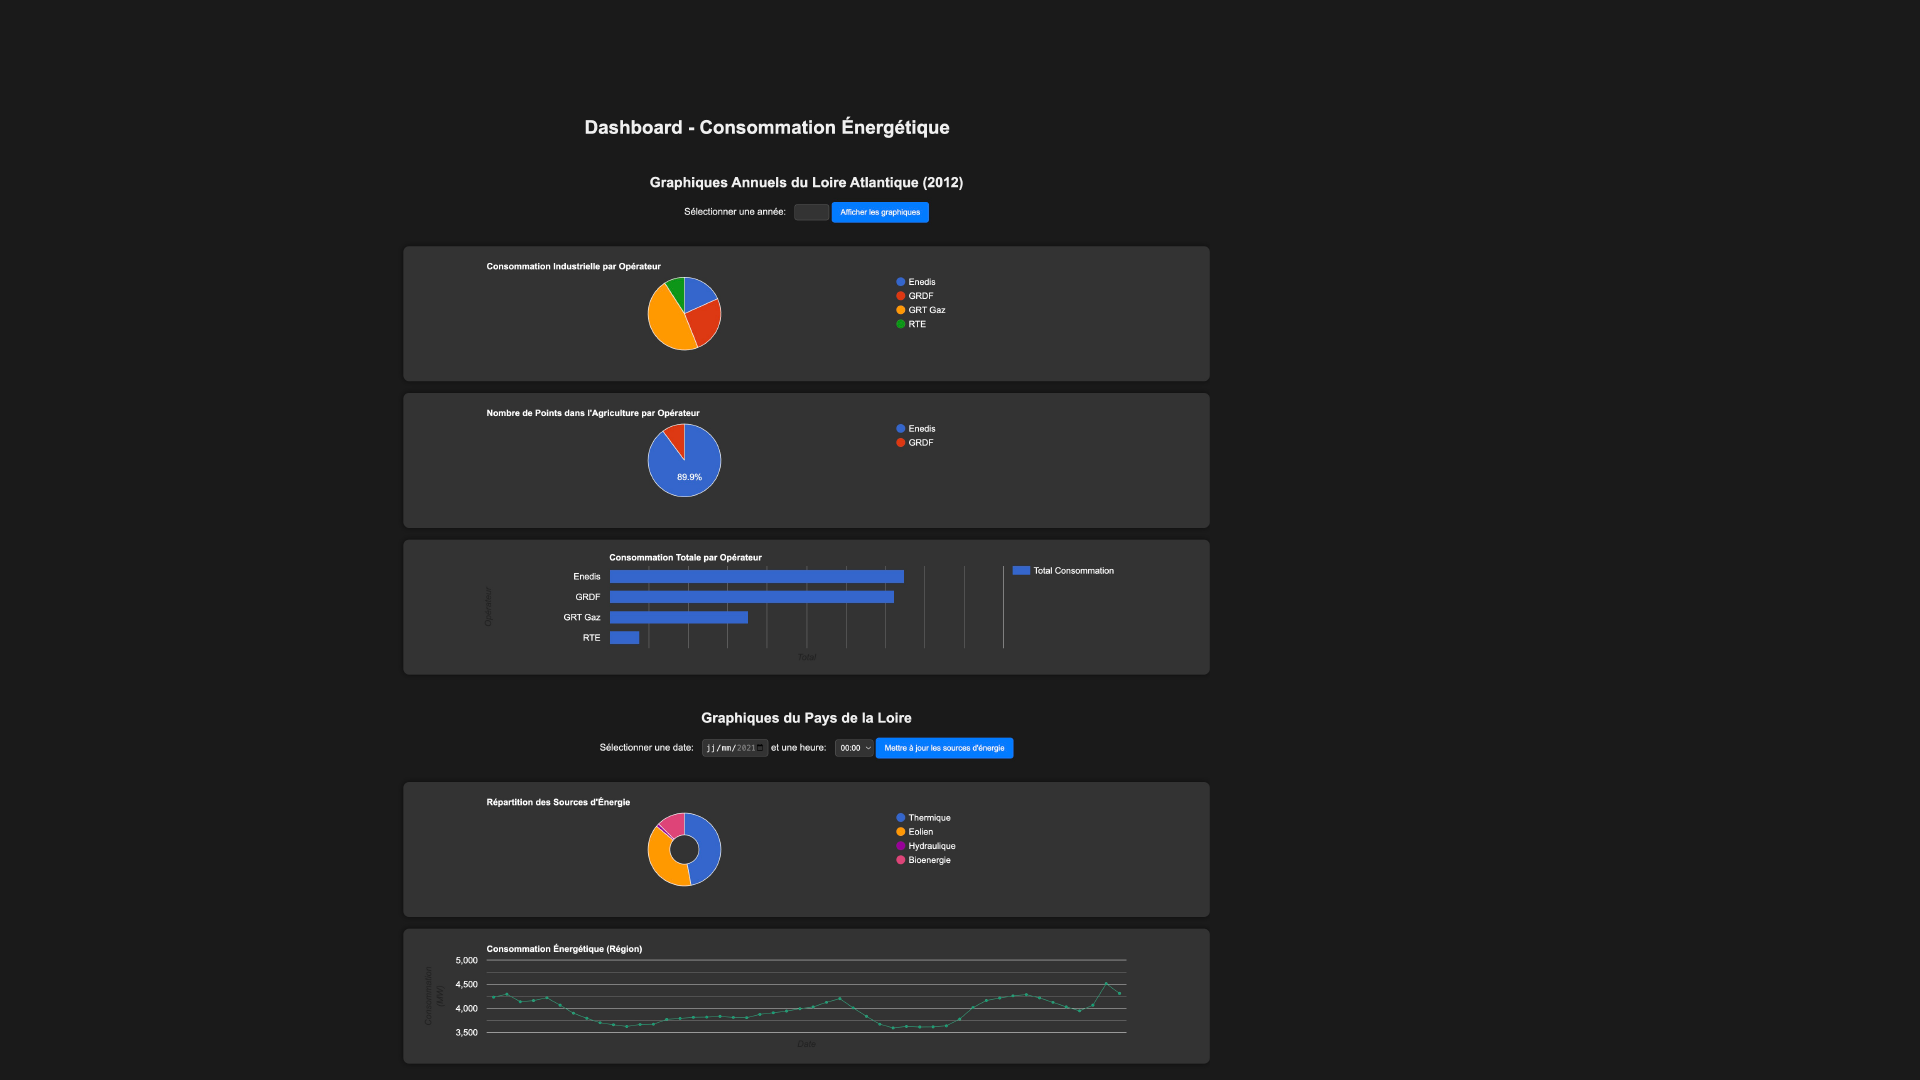 Dashboard - Consommation Énergétique
Graphiques Annuels du Loire Atlantique (2012)
Sélectionner une année:
Afficher les graphiques
Consommation Industrielle par Opérateur
Enedis
GRDF
GRT Gaz
RTE
Nombre de Points dans l'Agriculture par Opérateur
Enedis
GRDF
89.9%
Consommation Totale par Opérateur
Total Consommation
Opérateur
Enedis
GRDF
GRT Gaz
RTE
Total
Graphiques du Pays de la Loire
Sélectionner une date: jj/mm/2021 et une heure: 00:00 Mettre à jour les sources d'énergie
Répartition des Sources d'Énergie
Thermique
Eolien
Hydraulique
Bioenergie
Consommation Énergétique (Région)
Consommation
(MW)
5,000
4,500
4,000
3,500
Date